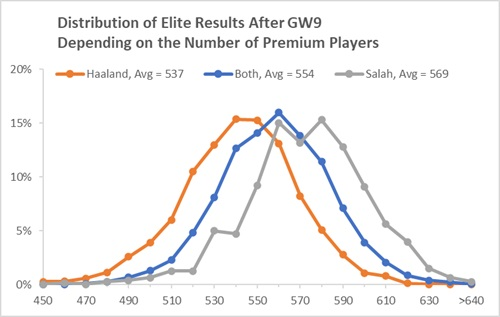 Distribution of Elite Results After GW9
Depending on the Number of Premium Players
20%
Haaland, Avg = 537 Both, Avg = 554 Salah, Avg = 569
15%
10%
5%
0%
450 470 490 510 530 550 570 590 610 630 >640